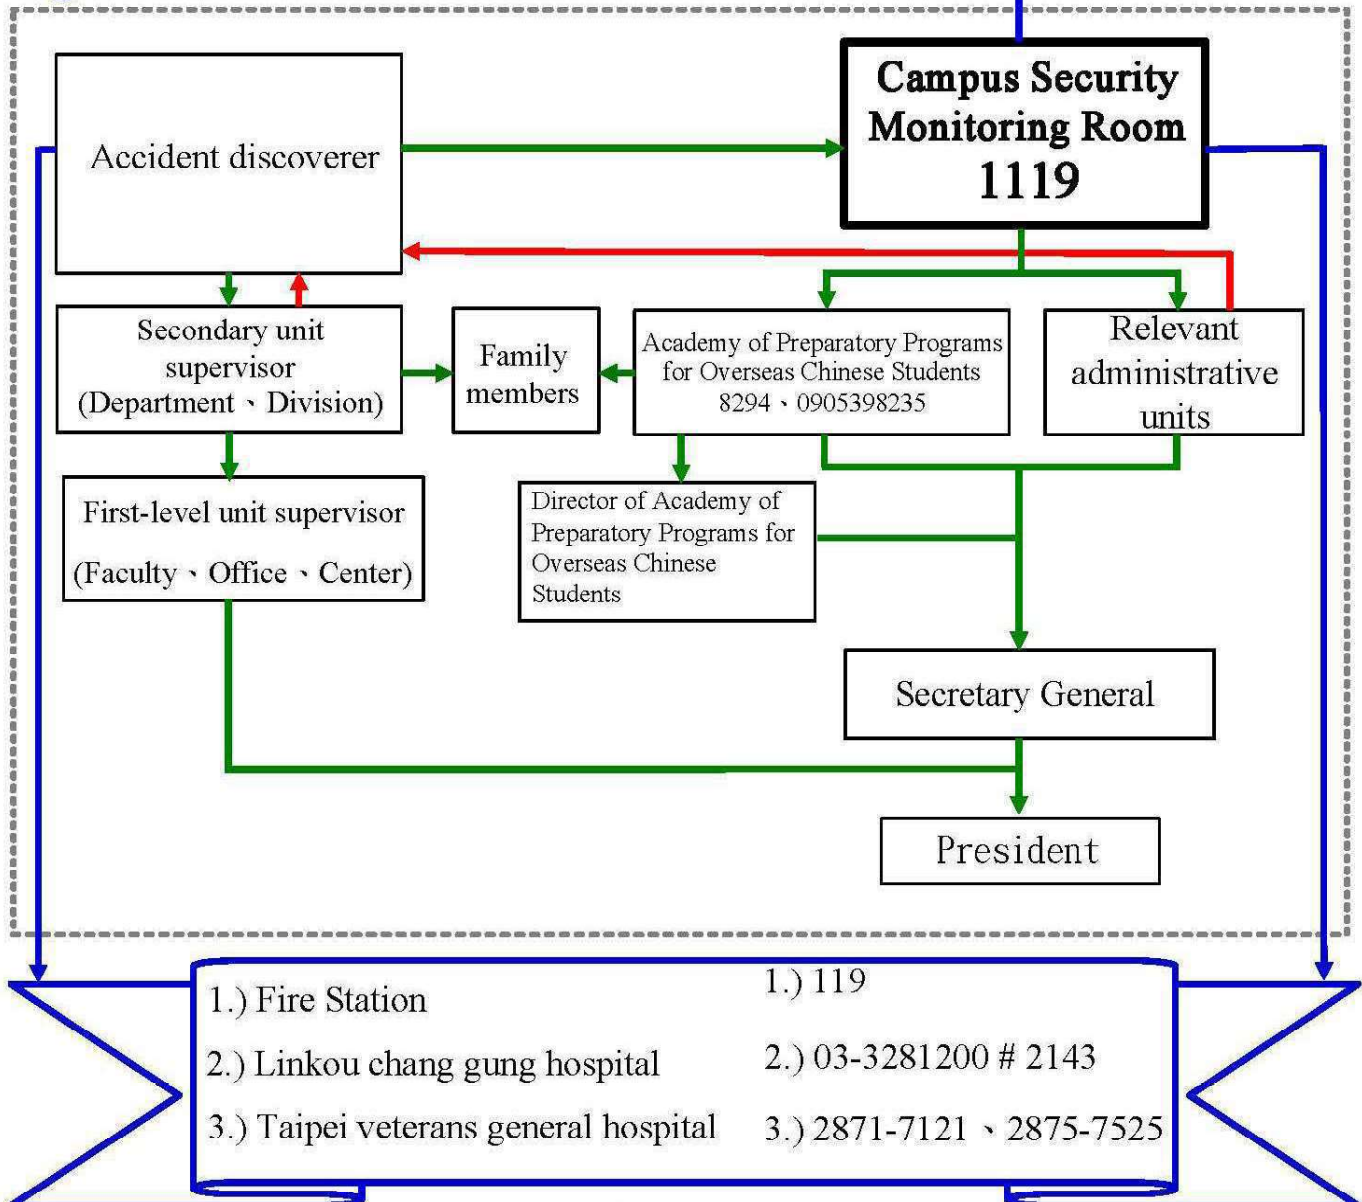 Accident discoverer
Campus Security
Monitoring Room
1119
Secondary unit
supervisor
(Department、Division)
Family
members
Academy of Preparatory Programs
for Overseas Chinese Students
8294、0905398235
Relevant
administrative
units
First-level unit supervisor
(Faculty、Office、Center)
Director of Academy of
Preparatory Programs for
Overseas Chinese
Students
Secretary General
President
1.) Fire Station
1.) 119
2.) Linkou chang gung hospital
2.) 03-3281200 # 2143
3.) Taipei veterans general hospital
3.) 2871-7121、2875-7525